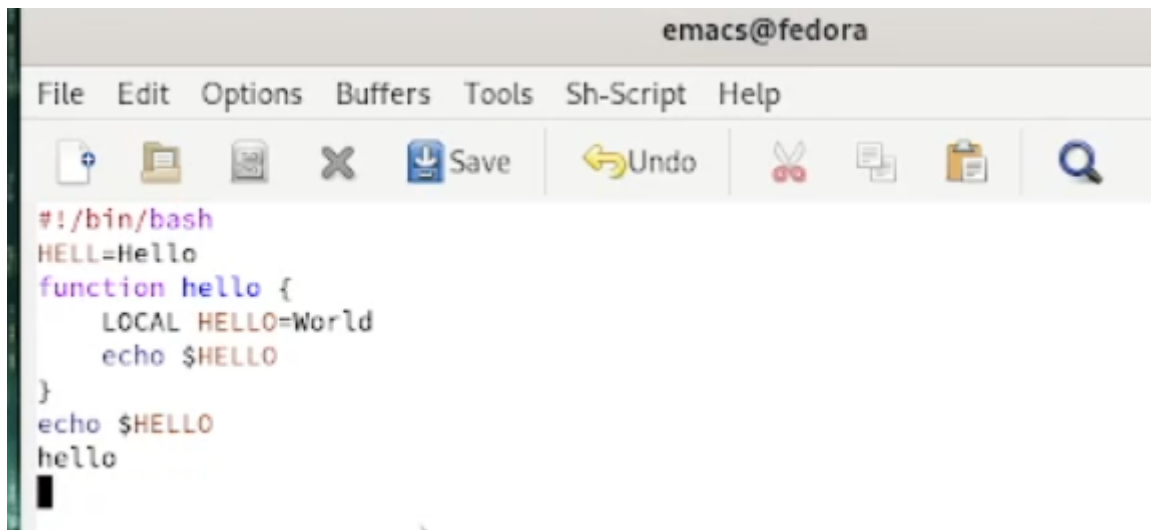 emacs@fedora
File Edit Options Buffers Tools Sh-Script Help
Save Undo
#!/bin/bash
HELL=Hello
function hello {
LOCAL HELLO=World
echo $HELLO
}
echo $HELLO
hello